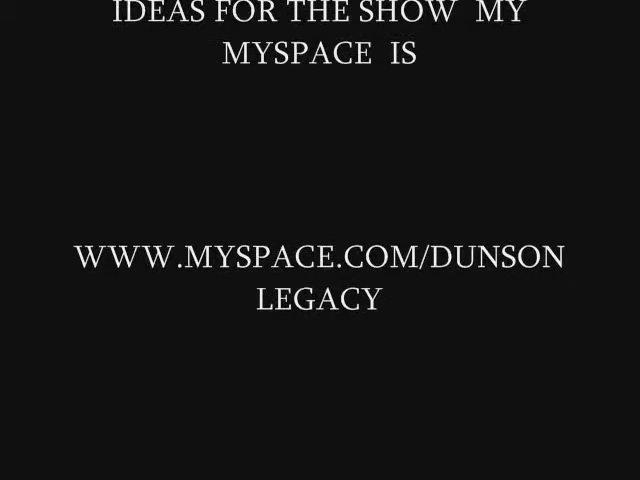 IDEAS FOR THE SHOW MY
MYSPACE IS
WWW.MYSPACE.COM/DUNSON
LEGACY